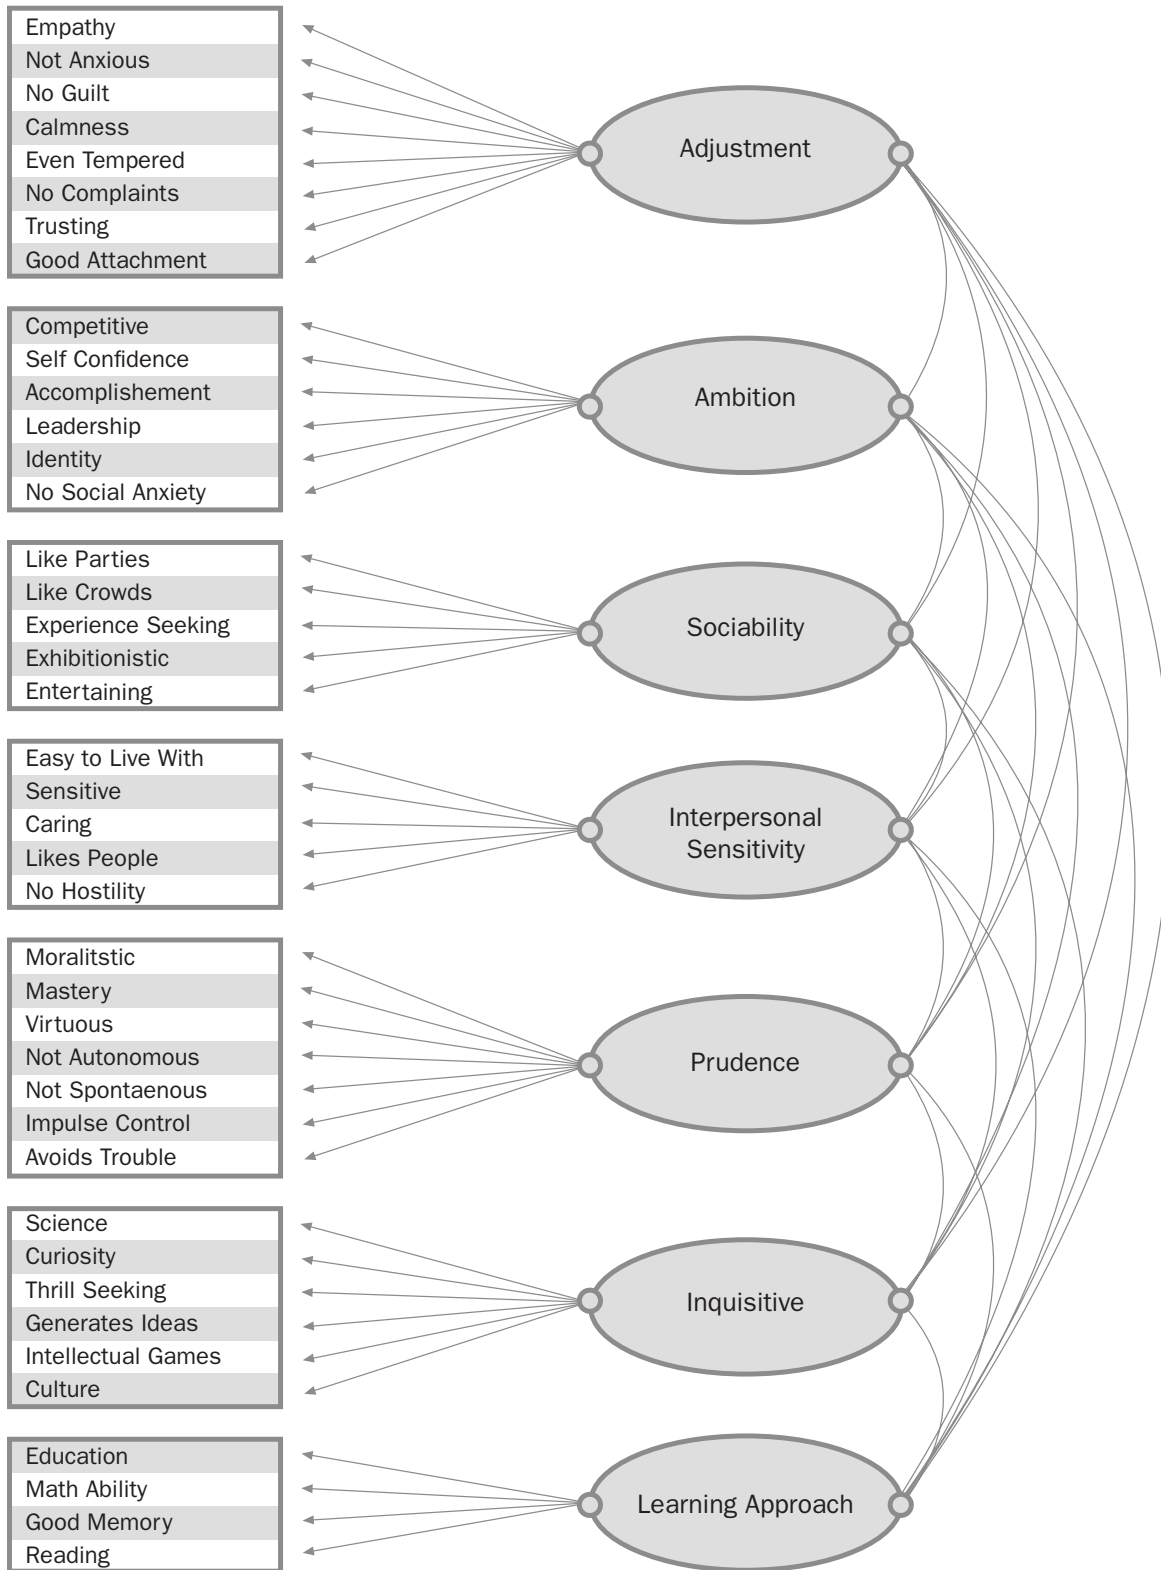 Empathy
Not Anxious
No Guilt
Calmness
Even Tempered
No Complaints
Trusting
Good Attachment
Adjustment
Competitive
Self Confidence
Accomplishement
Leadership
Identity
No Social Anxiety
Ambition
Like Parties
Like Crowds
Experience Seeking
Exhibitionistic
Entertaining
Sociability
Easy to Live With
Sensitive
Caring
Likes People
No Hostility
Interpersonal
Sensitivity
Moralitstic
Mastery
Virtuous
Not Autonomous
Not Spontaenous
Impulse Control
Avoids Trouble
Prudence
Science
Curiosity
Thrill Seeking
Generates Ideas
Intellectual Games
Culture
Inquisitive
Education
Math Ability
Good Memory
Reading
Learning Approach